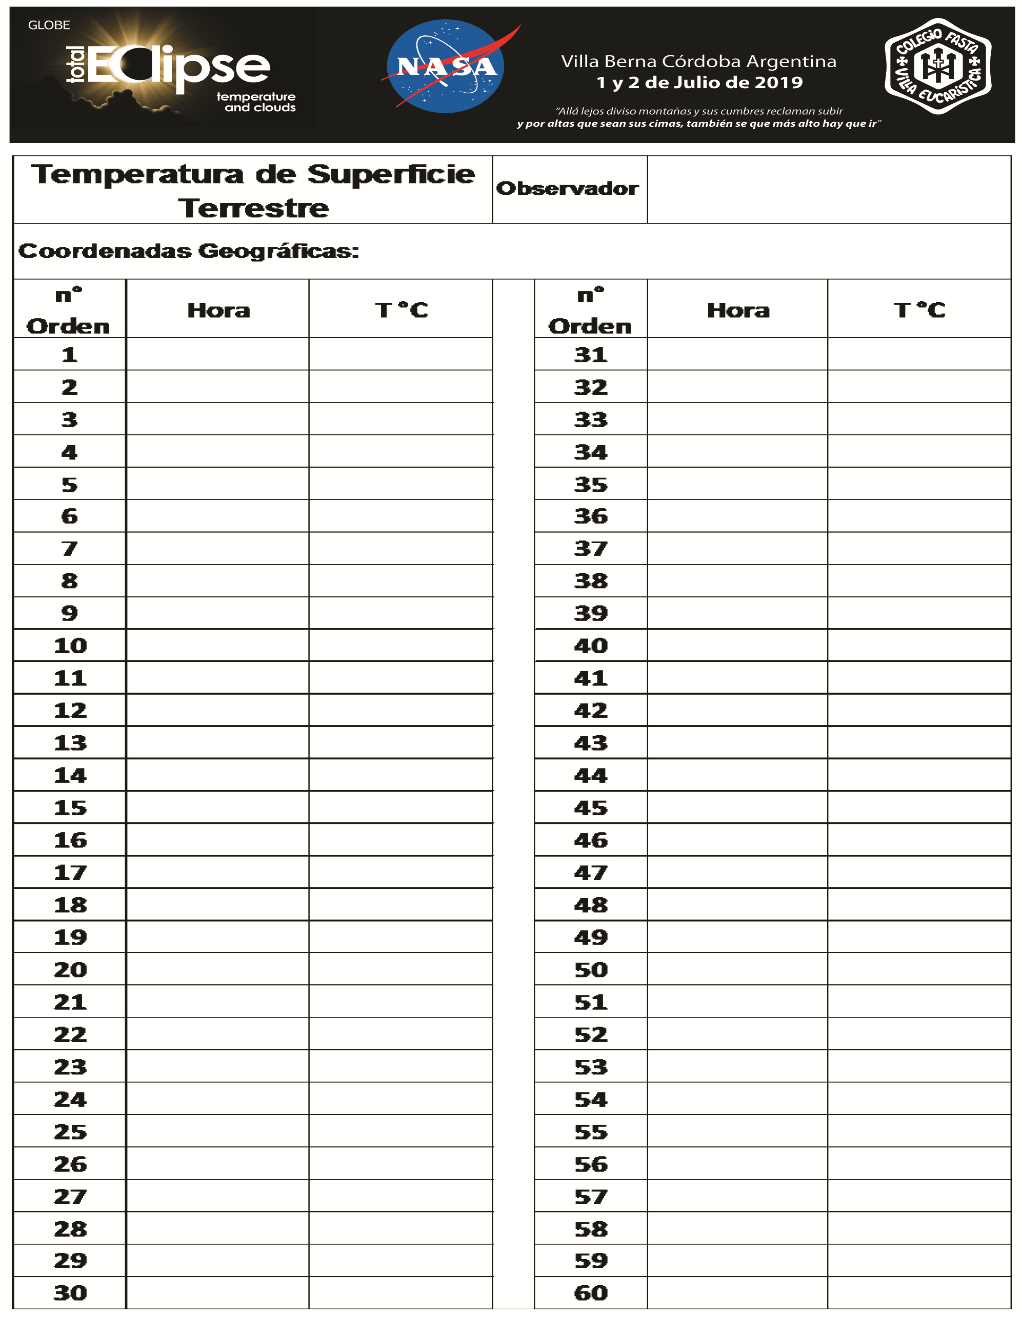 GLOBE
total
Eclipse
temperature
and clouds
NASA
Villa Berna Córdoba Argentina
1 y 2 de Julio de 2019
“Allá lejos diviso montañas y sus cumbres reclaman subir
y por altas que sean sus cimas, también se que más alto hay que ir”
COLEGIO FASTA
VILLA EUCARÍSTICA
Temperatura de Superficie
Terrestre
Observador
Coordenadas Geográficas:
n° Orden Hora T °C n° Orden Hora T °C
1 31
2 32
3 33
4 34
5 35
6 36
7 37
8 38
9 39
10 40
11 41
12 42
13 43
14 44
15 45
16 46
17 47
18 48
19 49
20 50
21 51
22 52
23 53
24 54
25 55
26 56
27 57
28 58
29 59
30 60